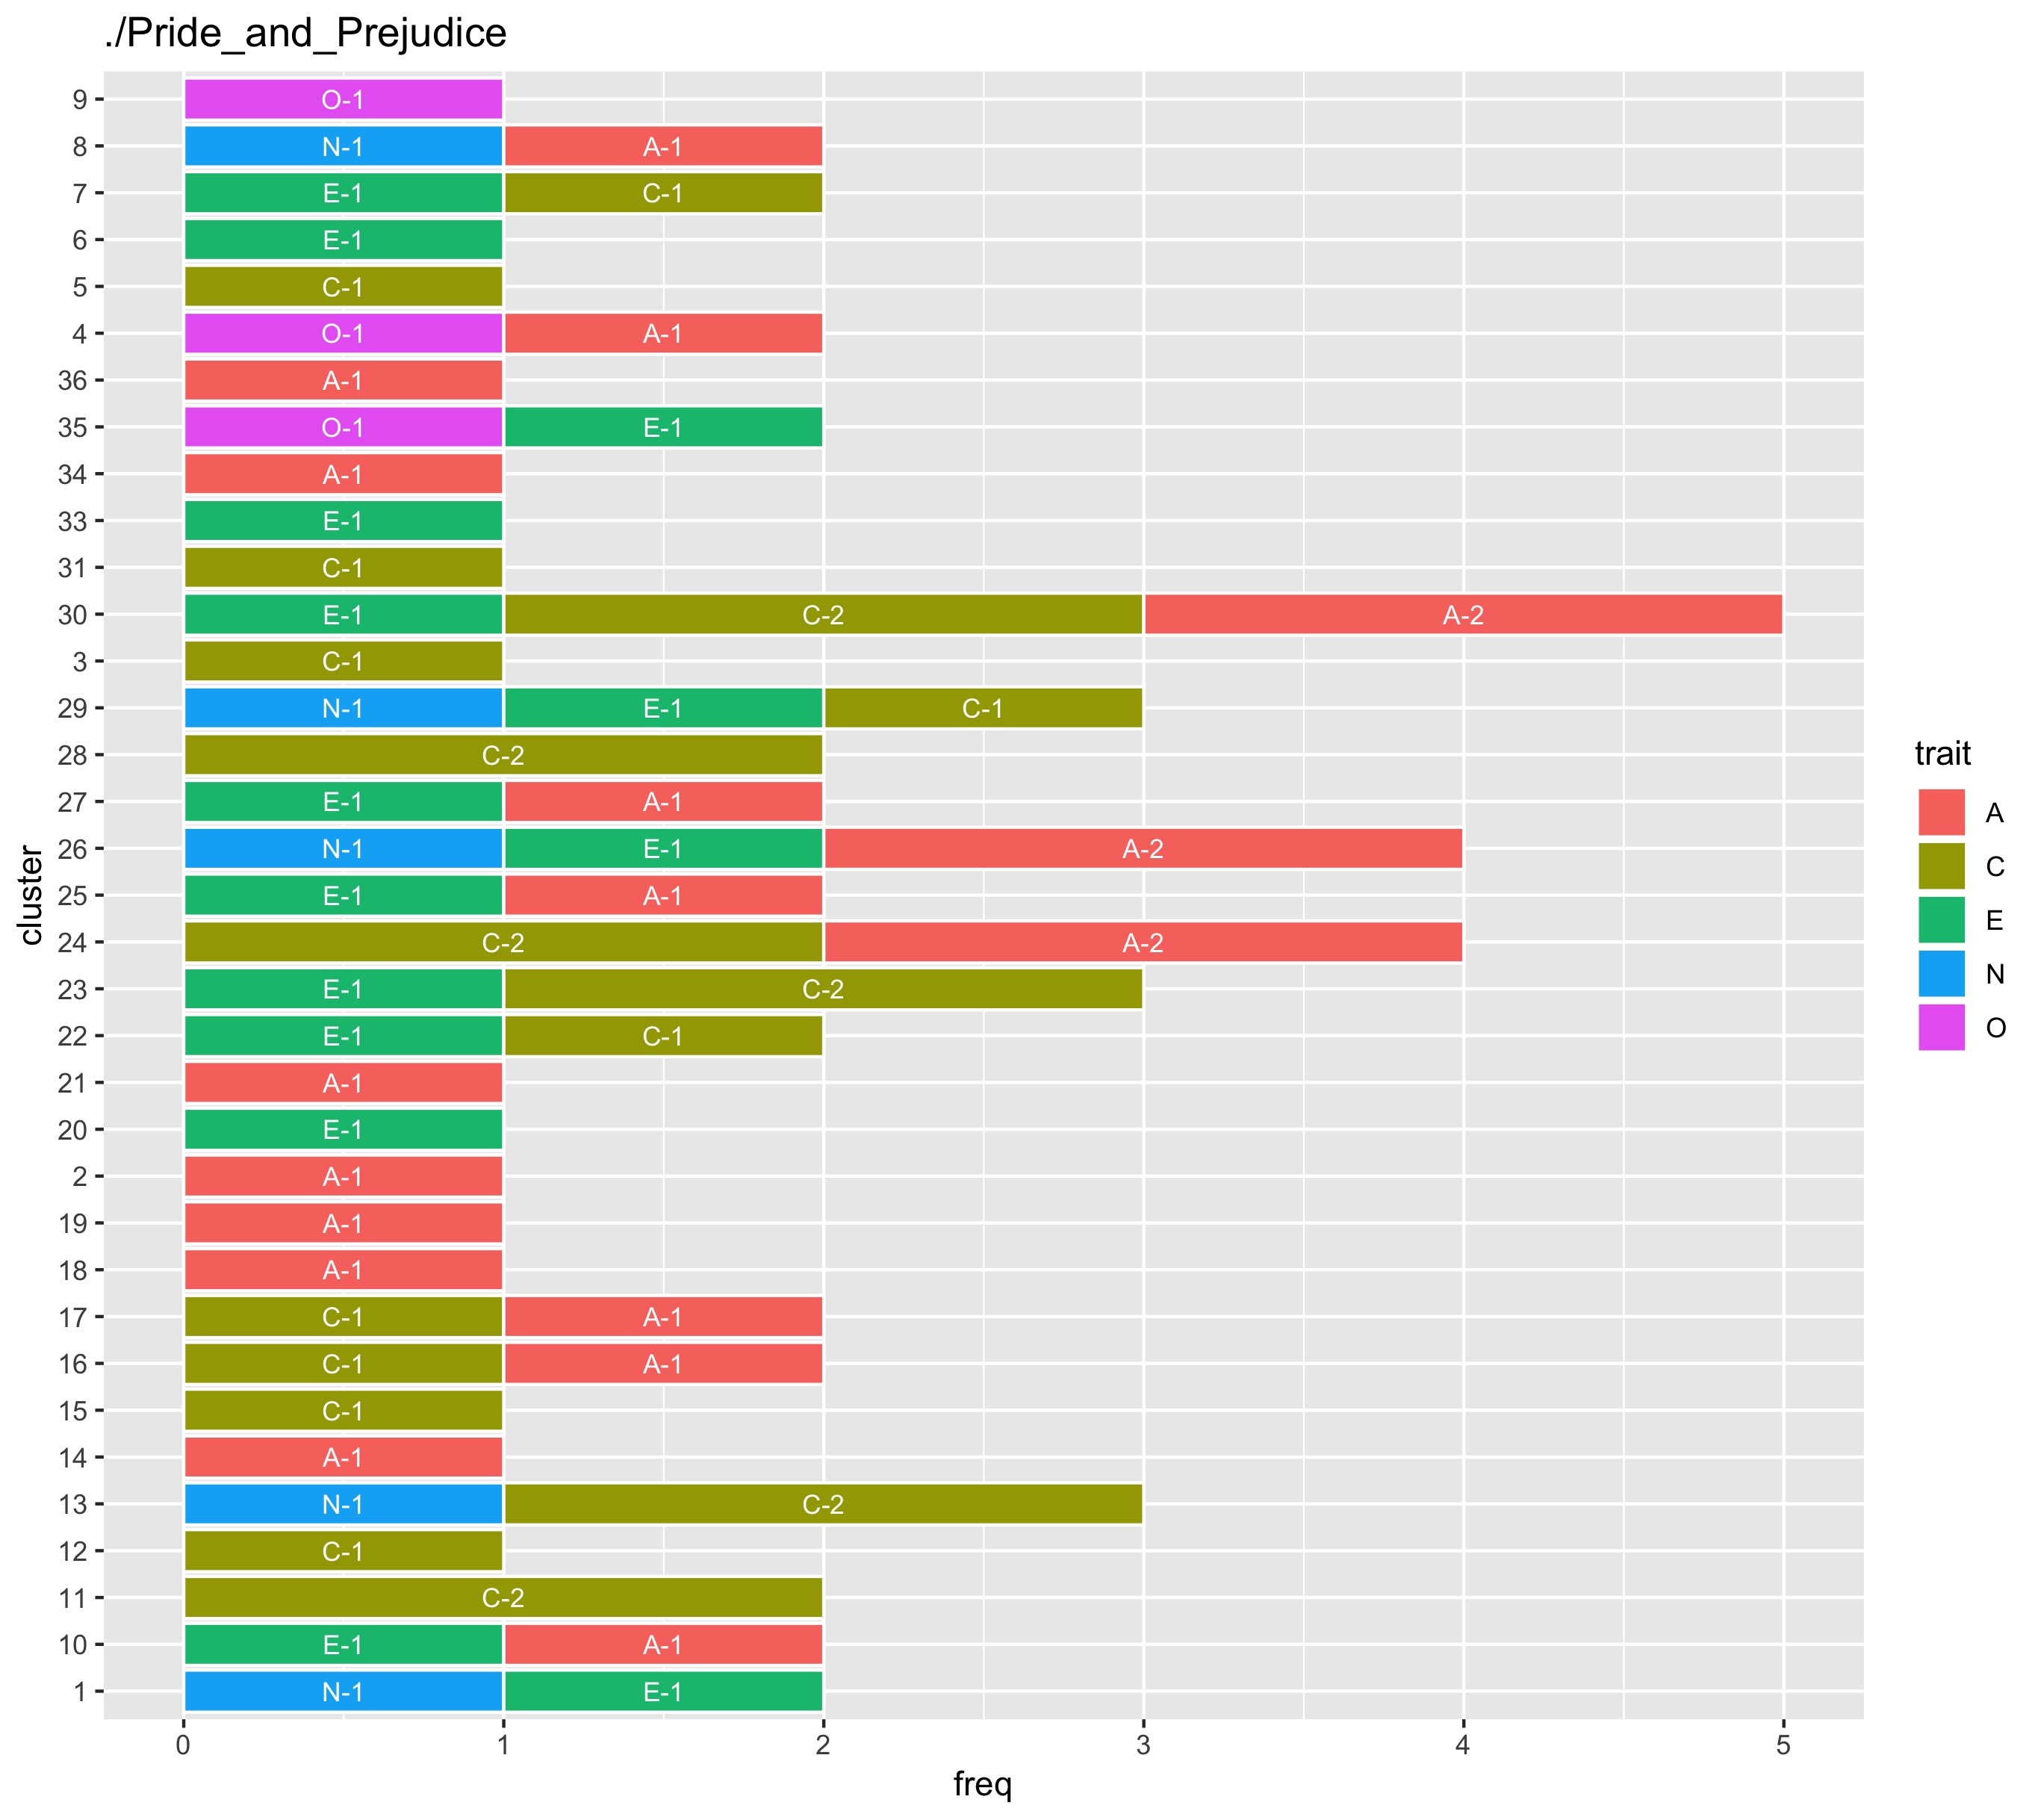 ./Pride_and_Prejudice
9 O-1
8 N-1 A-1
7 E-1 C-1
6 E-1
5 C-1
4 O-1 A-1
36 A-1
35 O-1 E-1
34 A-1
33 E-1
31 C-1
30 E-1 C-2 A-2
3 C-1
29 N-1 E-1 C-1
28 C-2
27 E-1 A-1
26 N-1 E-1 A-2
25 E-1 A-1
24 C-2 A-2
23 E-1 C-2
22 E-1 C-1
21 A-1
20 E-1
2 A-1
19 A-1
18 A-1
17 C-1 A-1
16 C-1 A-1
15 C-1
14 A-1
13 N-1 C-2
12 C-1
11 C-2
10 E-1 A-1
1 N-1 E-1
0 1 2 3 4 5
freq
cluster
trait
A
C
E
N
O